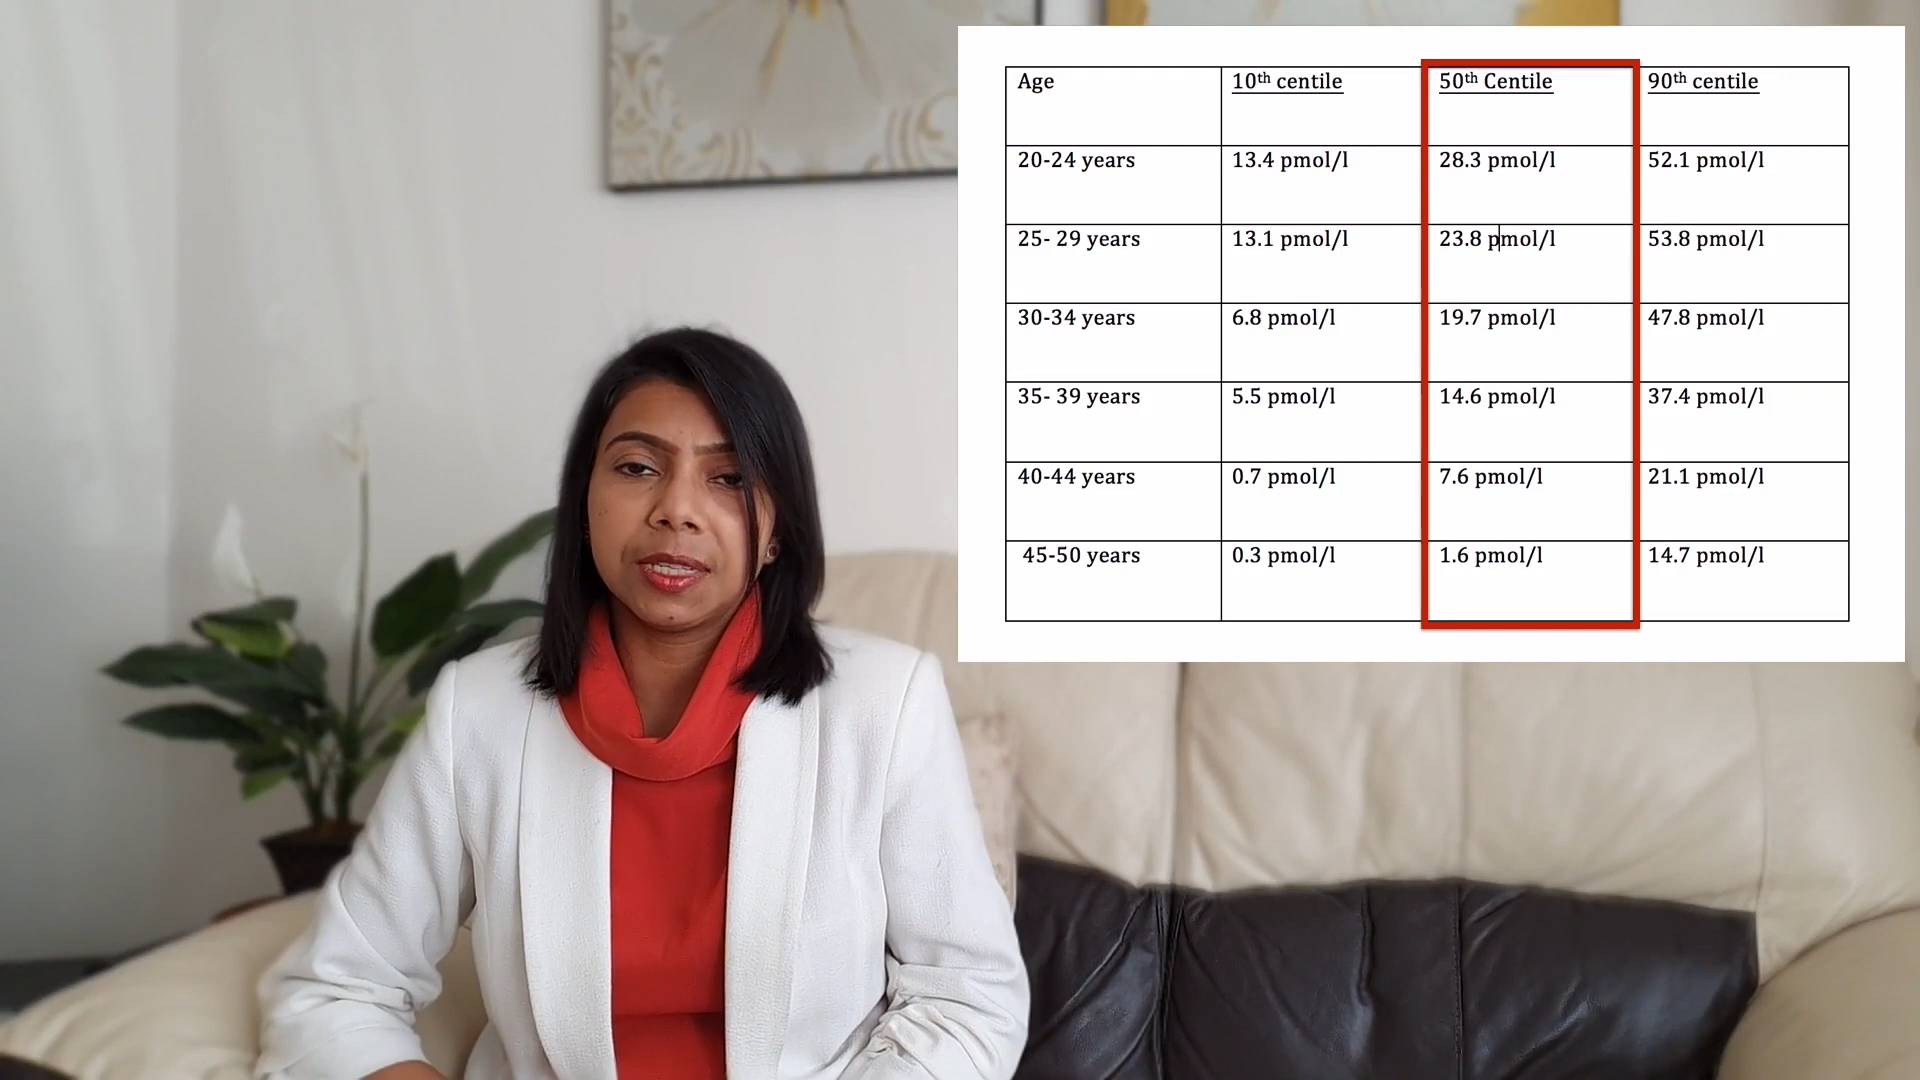 Age 10th centile 50th Centile 90th centile
20-24 years 13.4 pmol/l 28.3 pmol/l 52.1 pmol/l
25- 29 years 13.1 pmol/l 23.8 pmol/l 53.8 pmol/l
30-34 years 6.8 pmol/l 19.7 pmol/l 47.8 pmol/l
35- 39 years 5.5 pmol/l 14.6 pmol/l 37.4 pmol/l
40-44 years 0.7 pmol/l 7.6 pmol/l 21.1 pmol/l
45-50 years 0.3 pmol/l 1.6 pmol/l 14.7 pmol/l